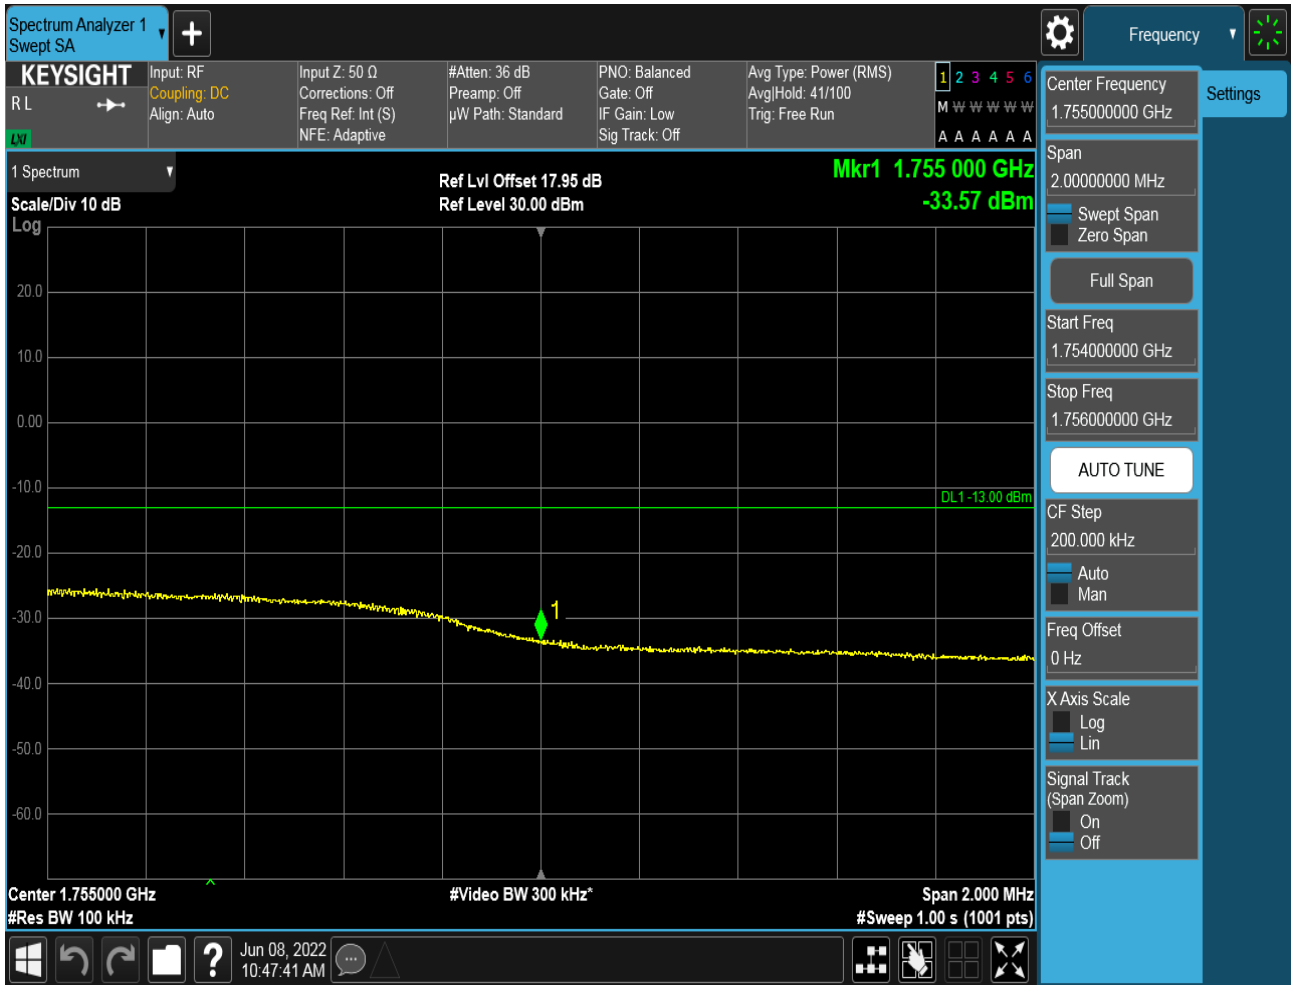 Spectrum Analyzer 1
Swept SA
Frequency
KEYSIGHT
R L
LXI
Input: RF
Coupling: DC
Align: Auto
Input Z: 50 Ω
Corrections: Off
Freq Ref: Int (S)
NFE: Adaptive
#Atten: 36 dB
Preamp: Off
µW Path: Standard
PNO: Balanced
Gate: Off
IF Gain: Low
Sig Track: Off
Avg Type: Power (RMS)
Avg|Hold: 41/100
Trig: Free Run
1 2 3 4 5 6
M W W W W W
A A A A A A
1 Spectrum
Scale/Div 10 dB
Log
Ref Lvl Offset 17.95 dB
Ref Level 30.00 dBm
Mkr1 1.755 000 GHz
-33.57 dBm
20.0
10.0
0.00
-10.0
DL1 -13.00 dBm
-20.0
1
-30.0
-40.0
-50.0
-60.0
Center 1.755000 GHz
#Res BW 100 kHz
#Video BW 300 kHz*
Span 2.000 MHz
#Sweep 1.00 s (1001 pts)
?
Jun 08, 2022
10:47:41 AM
Center Frequency
1.755000000 GHz
Settings
Span
2.00000000 MHz
Swept Span
Zero Span
Full Span
Start Freq
1.754000000 GHz
Stop Freq
1.756000000 GHz
AUTO TUNE
CF Step
200.000 kHz
Auto
Man
Freq Offset
0 Hz
X Axis Scale
Log
Lin
Signal Track
(Span Zoom)
On
Off